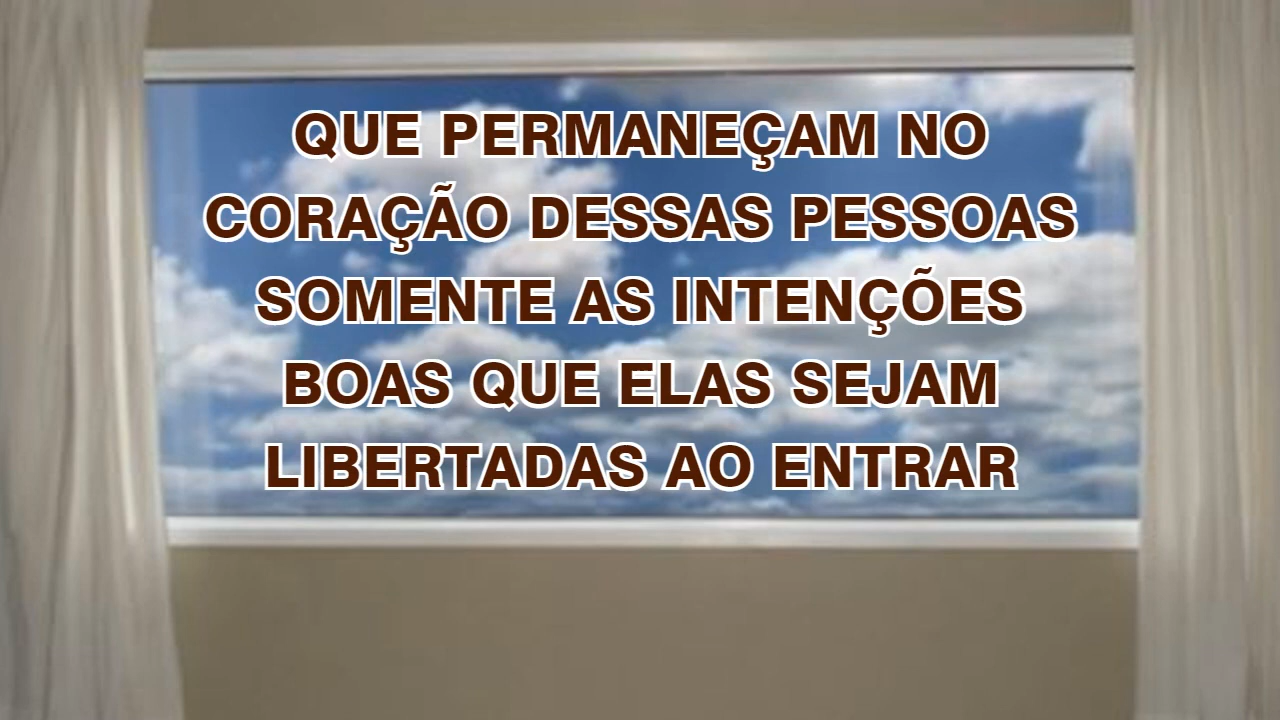 QUE PERMANEÇAM NO
CORAÇÃO DESSAS PESSOAS
SOMENTE AS INTENÇÕES
BOAS QUE ELAS SEJAM
LIBERTADAS AO ENTRAR